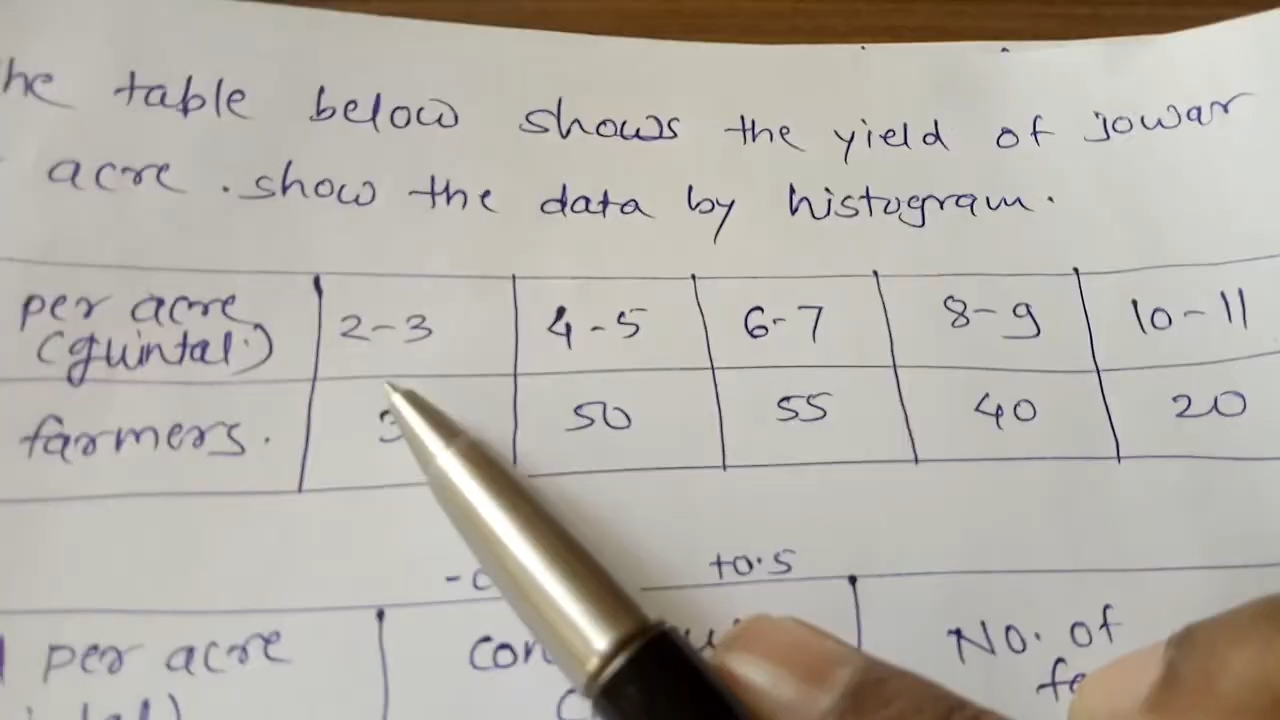 he table below shows the yield of jowar
acre. show the data by histogram.
per acre (quintal.) 2-3 4-5 6-7 8-9 10-11
farmers. 50 55 40 20
+0.5
per acre No. of